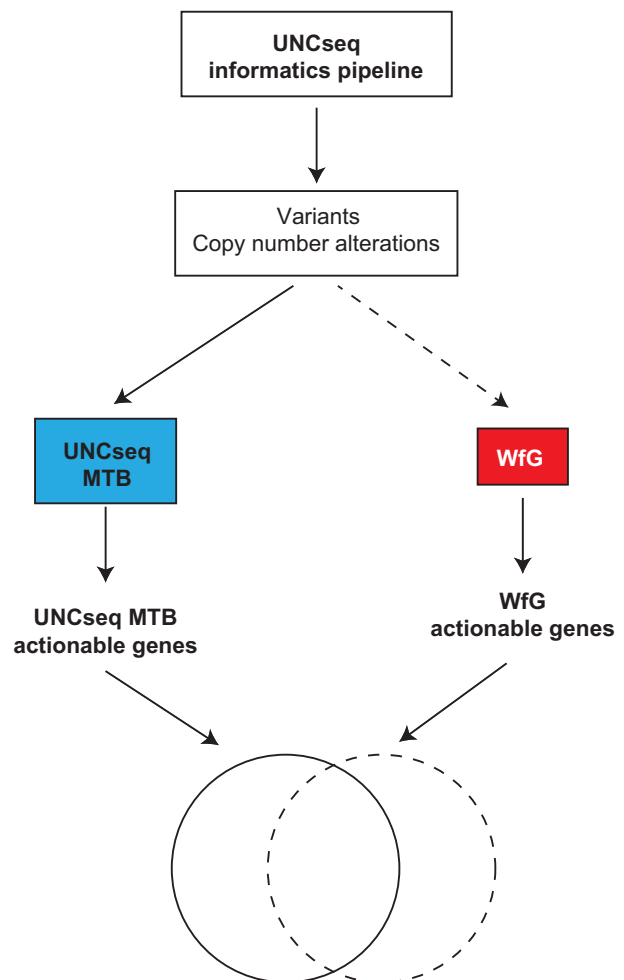 UNCseq
informatics pipeline
Variants
Copy number alterations
UNCseq
MTB
WfG
UNCseq MTB
actionable genes
WfG
actionable genes